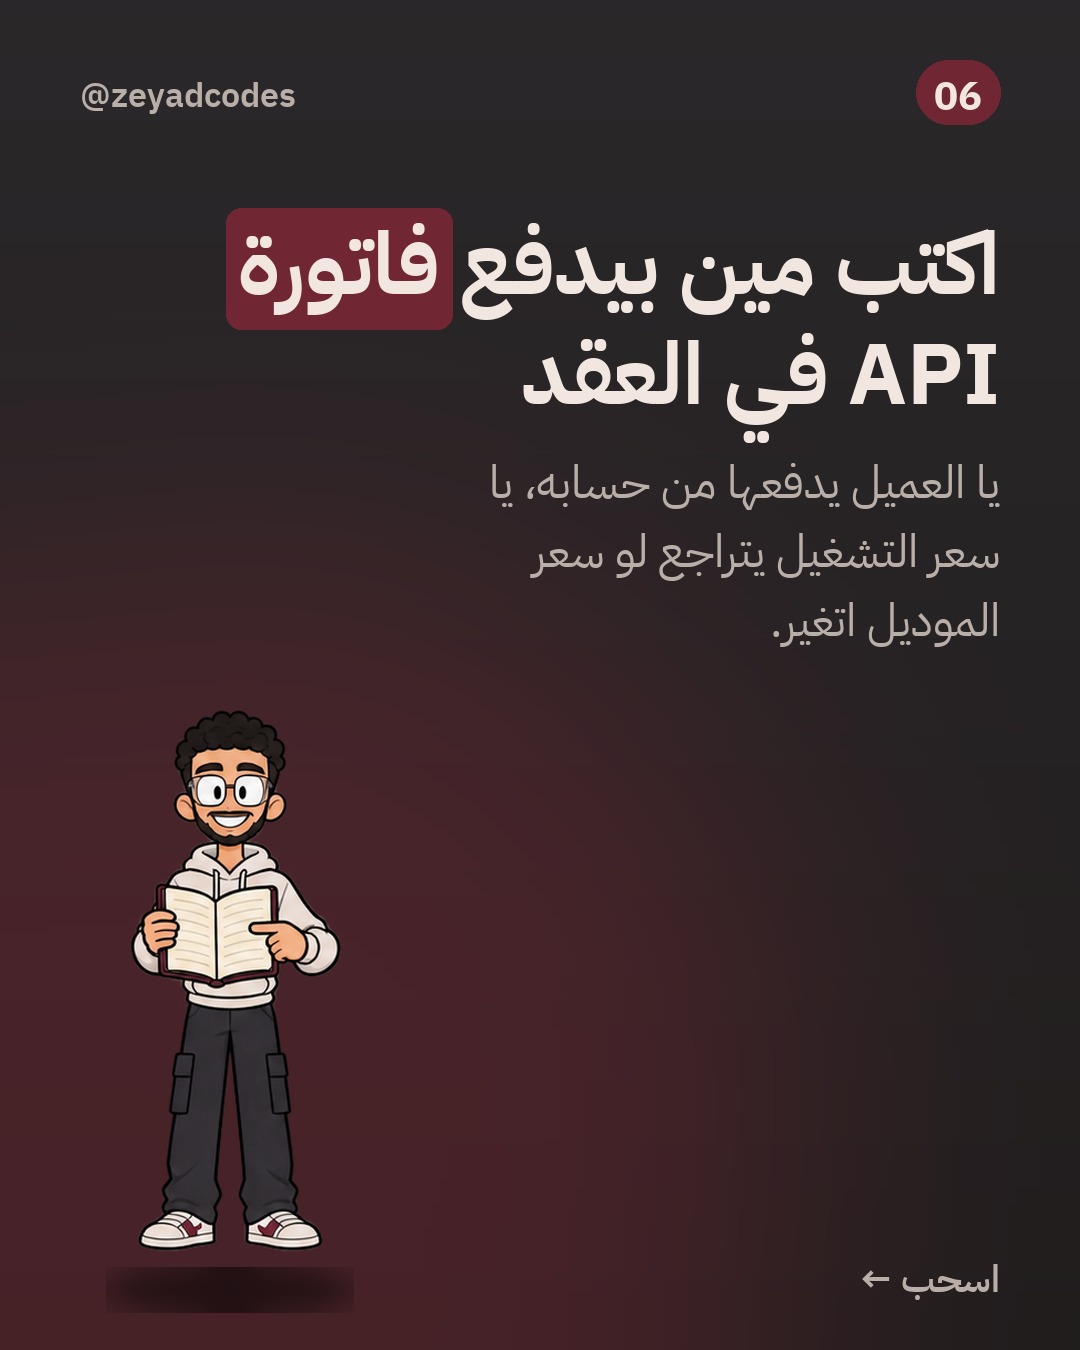 @zeyadcodes
06
اكتب مين بيدفع فاتورة
API في العقد
يا العميل يدفعها من حسابه، يا
سعر التشغيل يتراجع لو سعر
الموديل اتغير.
اسحب ←